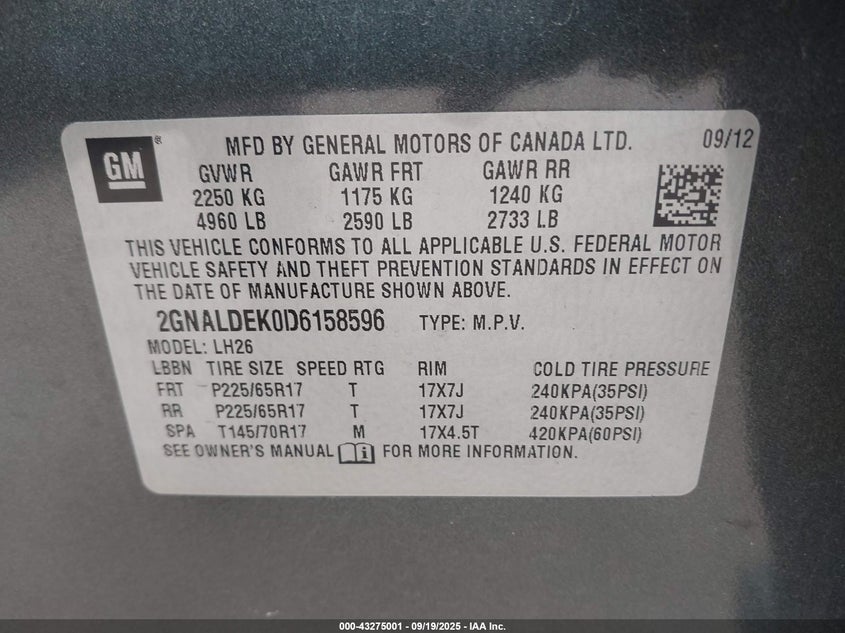 GM ® MFD BY GENERAL MOTORS OF CANADA LTD. 09/12
GVWR GAWR FRT GAWR RR
2250 KG 1175 KG 1240 KG
4960 LB 2590 LB 2733 LB
THIS VEHICLE CONFORMS TO ALL APPLICABLE U.S. FEDERAL MOTOR
VEHICLE SAFETY AND THEFT PREVENTION STANDARDS IN EFFECT ON
THE DATE OF MANUFACTURE SHOWN ABOVE.
2GNALDEK0D6158596 TYPE: M.P.V.
MODEL: LH26
LBBN TIRE SIZE SPEED RTG RIM COLD TIRE PRESSURE
FRT P225/65R17 T 17X7J 240KPA(35PSI)
RR P225/65R17 T 17X7J 240KPA(35PSI)
SPA T145/70R17 M 17X4.5T 420KPA(60PSI)
SEE OWNER'S MANUAL i FOR MORE INFORMATION.
000-43275001 - 09/19/2025 - IAA Inc.